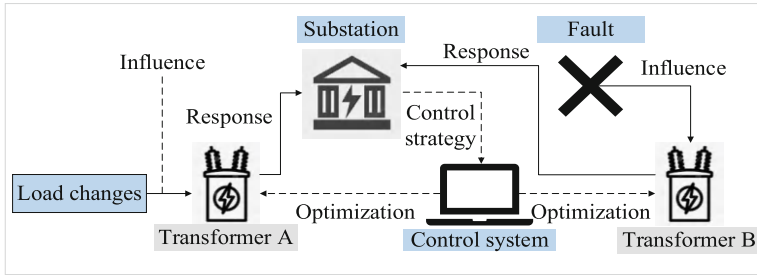 Substation
Fault
Influence
Response
Influence
Response
Control
strategy
Load changes
Optimization
Optimization
Transformer A
Control system
Transformer B